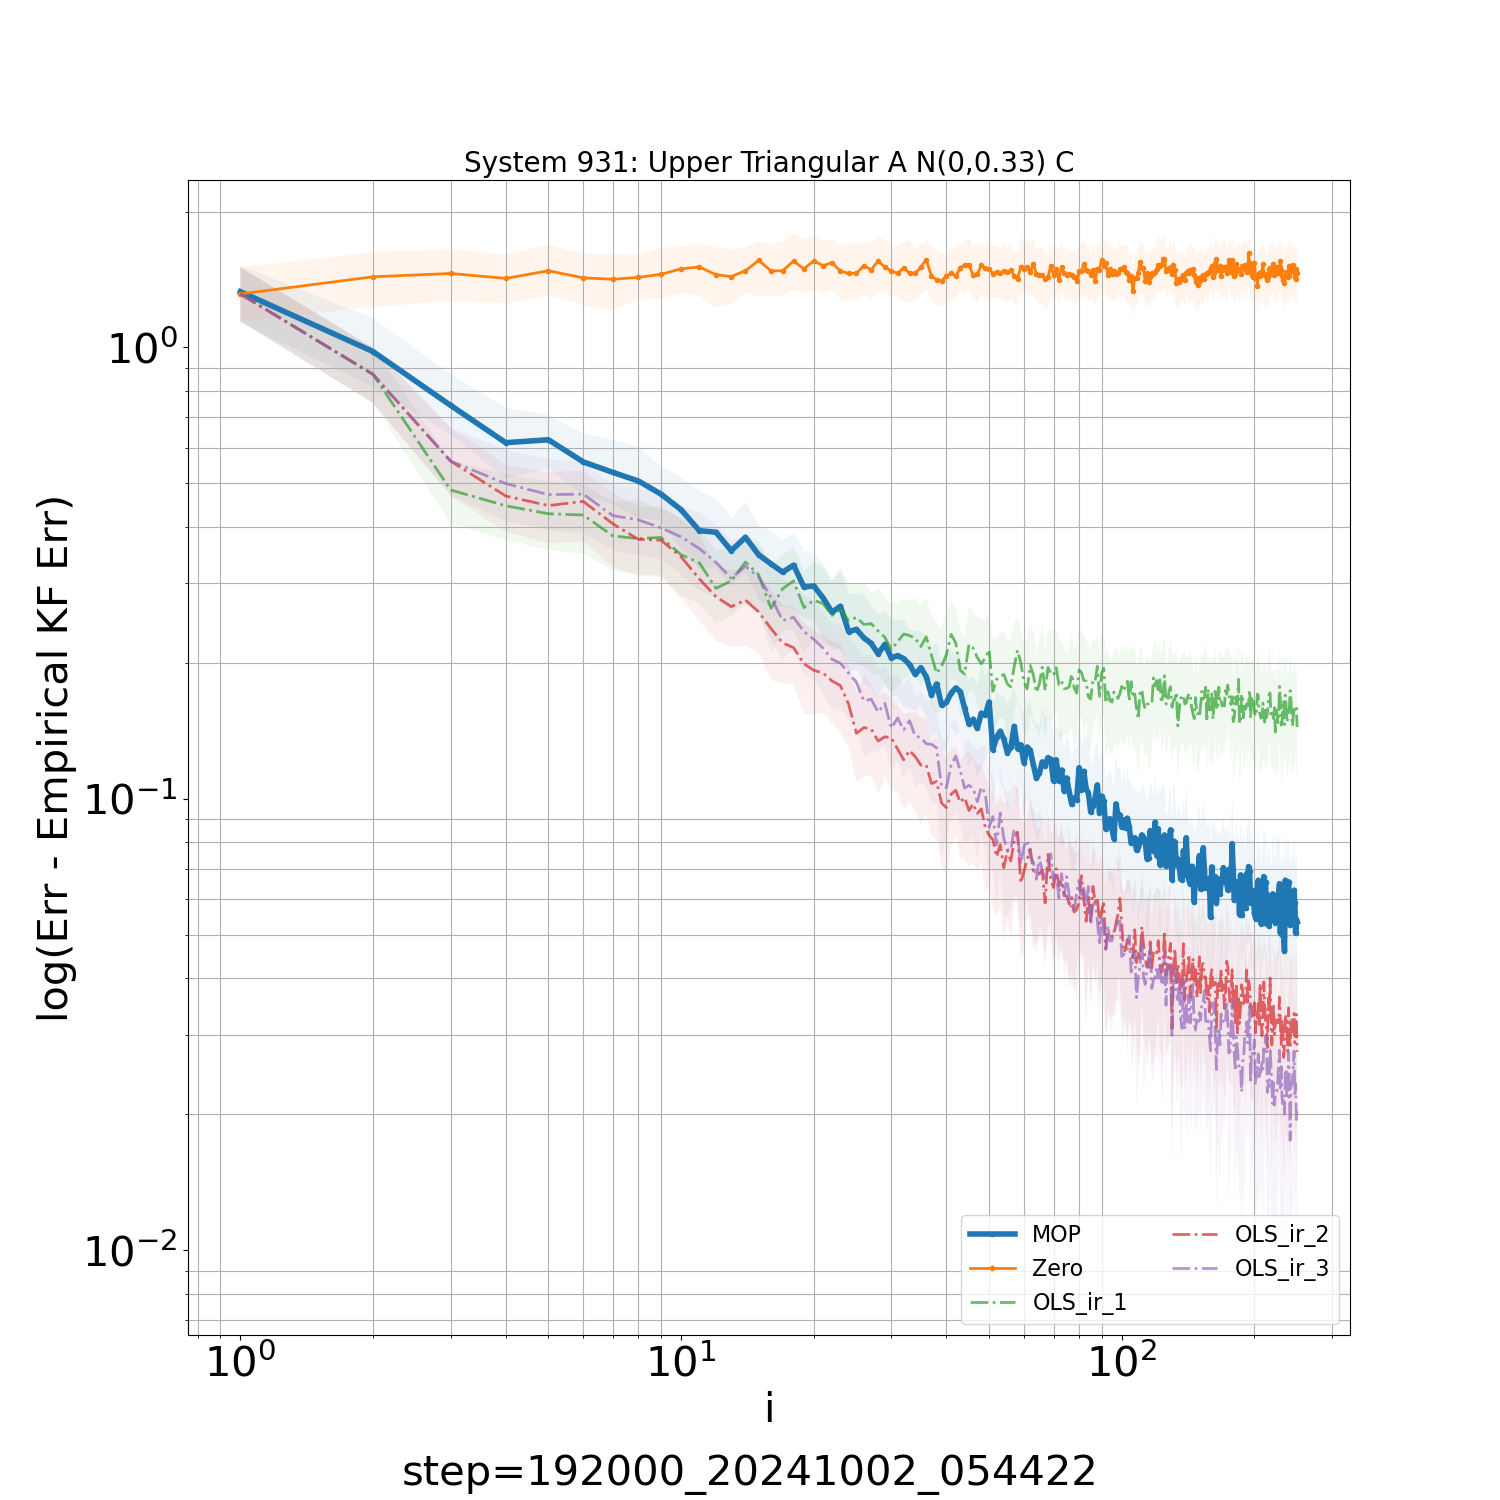 System 931: Upper Triangular A N(0,0.33) C
log(Err - Empirical KF Err)
10⁰
10⁻¹
10⁻²
MOP
Zero
OLS_ir_1
OLS_ir_2
OLS_ir_3
10⁰ 10¹ 10²
i
step=192000_20241002_054422